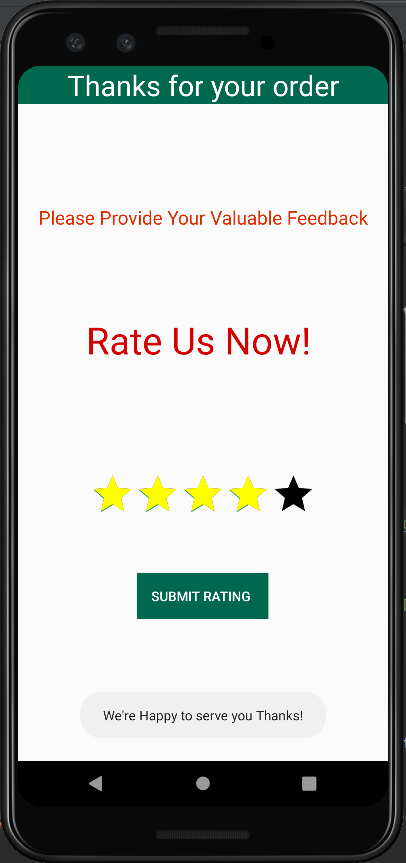 Thanks for your order
Please Provide Your Valuable Feedback
Rate Us Now!
SUBMIT RATING
We're Happy to serve you Thanks!